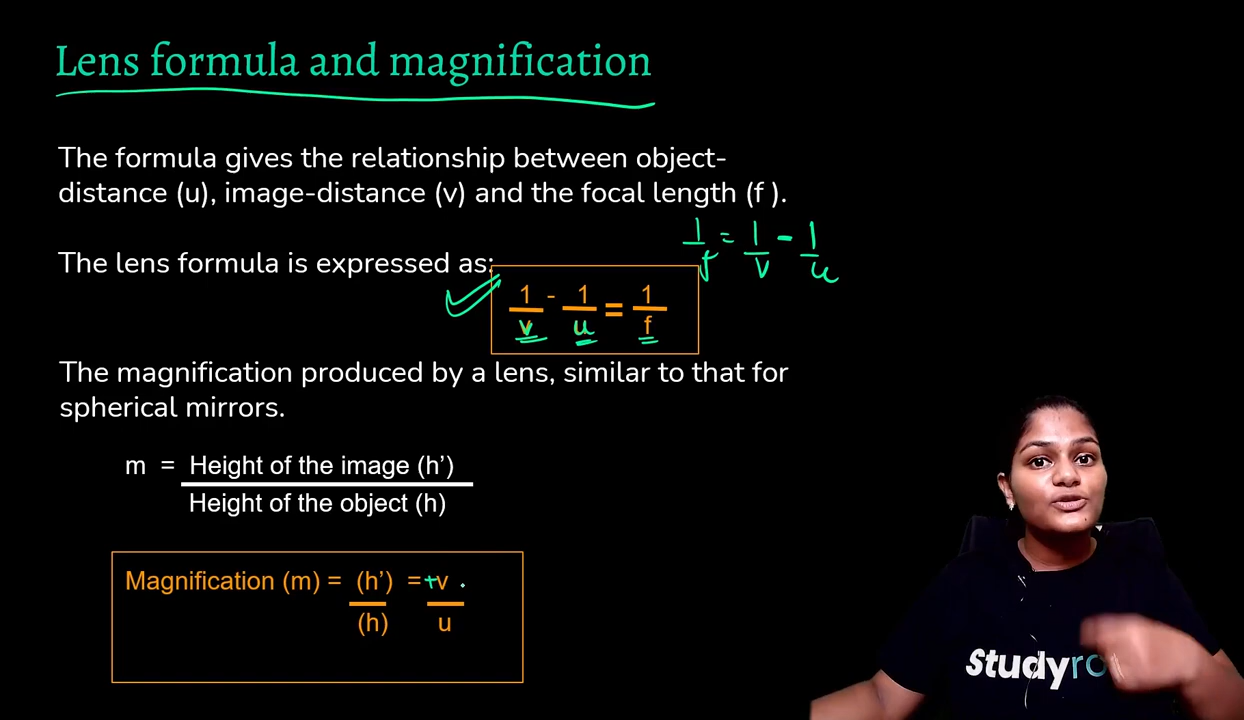 Lens formula and magnification
The formula gives the relationship between object-
distance (u), image-distance (v) and the focal length (f ).
1/f = 1/v - 1/u
The lens formula is expressed as:
1/v - 1/u = 1/f
The magnification produced by a lens, similar to that for
spherical mirrors.
m = Height of the image (h’)
Height of the object (h)
Magnification (m) = (h’) = +v
(h) u
Studyro